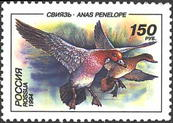 СВИЯЗЬ · ANAS PENELOPE
150
РУБ.
РОССИЯ
ROSSIJA
1994